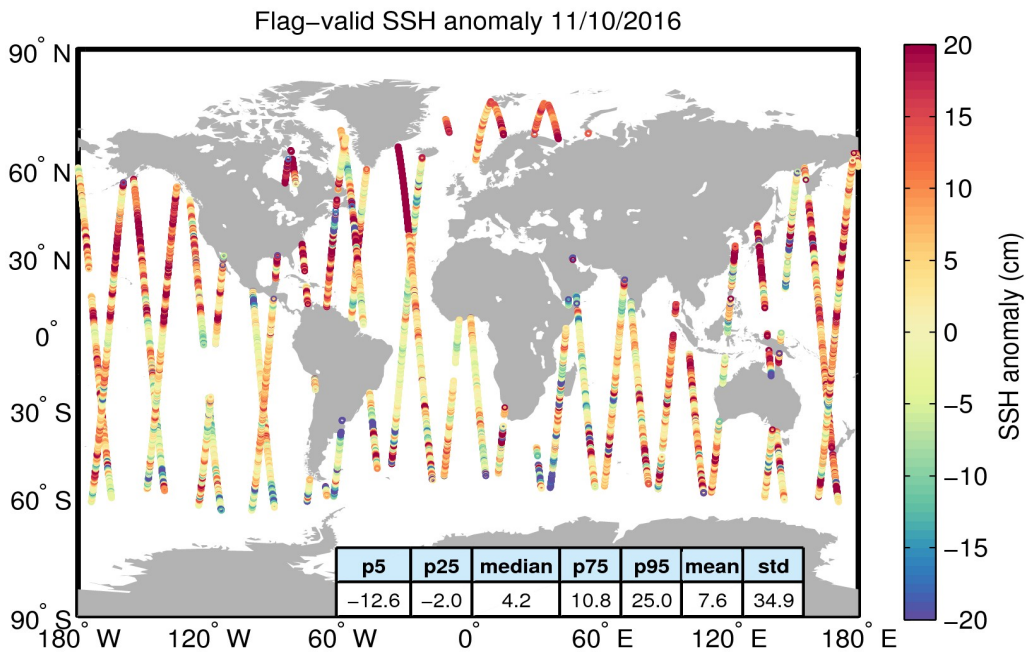 Flag−valid SSH anomaly 11/10/2016
90° N
60° N
30° N
0°
30° S
60° S
90° S
180° W 120° W 60° W 0° 60° E 120° E 180° E
p5 p25 median p75 p95 mean std
−12.6 −2.0 4.2 10.8 25.0 7.6 34.9
20
15
10
5
0
−5
−10
−15
−20
SSH anomaly (cm)